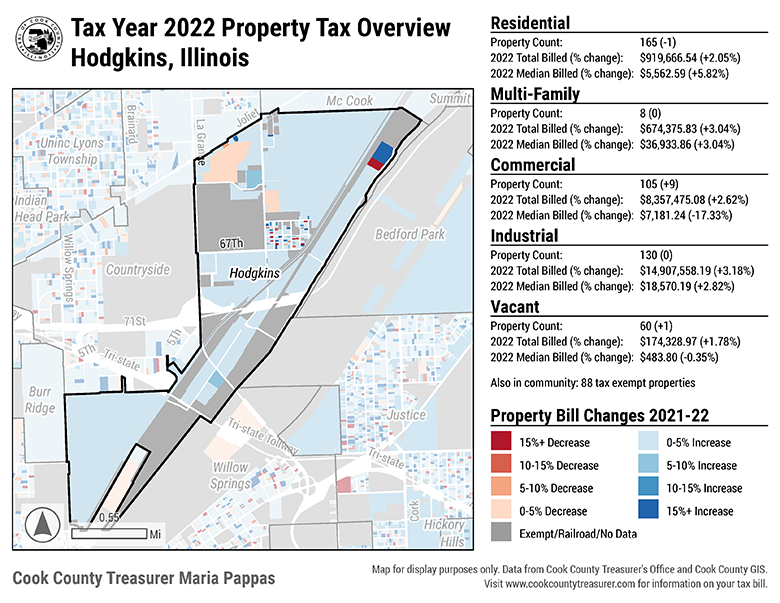 Tax Year 2022 Property Tax Overview
Hodgkins, Illinois
Residential
Property Count: 165 (-1)
2022 Total Billed (% change): $919,666.54 (+2.05%)
2022 Median Billed (% change): $5,562.59 (+5.82%)
Multi-Family
Property Count: 8 (0)
2022 Total Billed (% change): $674,375.83 (+3.04%)
2022 Median Billed (% change): $36,933.86 (+3.04%)
Commercial
Property Count: 105 (+9)
2022 Total Billed (% change): $8,357,475.08 (+2.62%)
2022 Median Billed (% change): $7,181.24 (-17.33%)
Industrial
Property Count: 130 (0)
2022 Total Billed (% change): $14,907,558.19 (+3.18%)
2022 Median Billed (% change): $18,570.19 (+2.82%)
Vacant
Property Count: 60 (+1)
2022 Total Billed (% change): $174,328.97 (+1.78%)
2022 Median Billed (% change): $483.80 (-0.35%)
Also in community: 88 tax exempt properties
Property Bill Changes 2021-22
15%+ Decrease
10-15% Decrease
5-10% Decrease
0-5% Decrease
Exempt/Railroad/No Data
0-5% Increase
5-10% Increase
10-15% Increase
15%+ Increase
Mc Cook
Summit
Brainard
La Grange
Joliet
Uninc Lyons
Township
Indian
Head Park
Willow Springs
67Th
Bedford Park
Countryside
Hodgkins
71St
5Th
5Th
Tri-state
Burr
Ridge
Justice
Tri-state Tollway
Tri-state
Willow
Springs
Cork
Hickory
Hills
0.55
Mi
Cook County Treasurer Maria Pappas
Map for display purposes only. Data from Cook County Treasurer's Office and Cook County GIS.
Visit www.cookcountytreasurer.com for information on your tax bill.